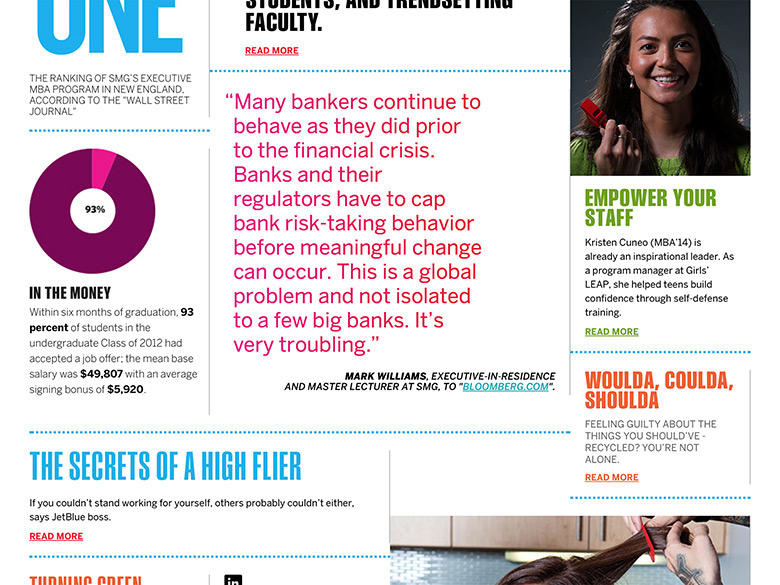 ONE
THE RANKING OF SMG'S EXECUTIVE
MBA PROGRAM IN NEW ENGLAND,
ACCORDING TO THE "WALL STREET
JOURNAL"
93%
IN THE MONEY
Within six months of graduation, 93
percent of students in the
undergraduate Class of 2012 had
accepted a job offer; the mean base
salary was $49,807 with an average
signing bonus of $5,920.
STUDENTS, AND TRENDSETTING
FACULTY.
READ MORE
“Many bankers continue to
behave as they did prior
to the financial crisis.
Banks and their
regulators have to cap
bank risk-taking behavior
before meaningful change
can occur. This is a global
problem and not isolated
to a few big banks. It’s
very troubling.”
MARK WILLIAMS, EXECUTIVE-IN-RESIDENCE
AND MASTER LECTURER AT SMG, TO "BLOOMBERG.COM".
EMPOWER YOUR
STAFF
Kristen Cuneo (MBA’14) is
already an inspirational leader. As
a program manager at Girls’
LEAP, she helped teens build
confidence through self-defense
training.
READ MORE
WOULDA, COULDA,
SHOULDA
FEELING GUILTY ABOUT THE
THINGS YOU SHOULD'VE -
RECYCLED? YOU'RE NOT
ALONE.
READ MORE
THE SECRETS OF A HIGH FLIER
If you couldn’t stand working for yourself, others probably couldn’t either,
says JetBlue boss.
READ MORE
TURNING GREEN
in